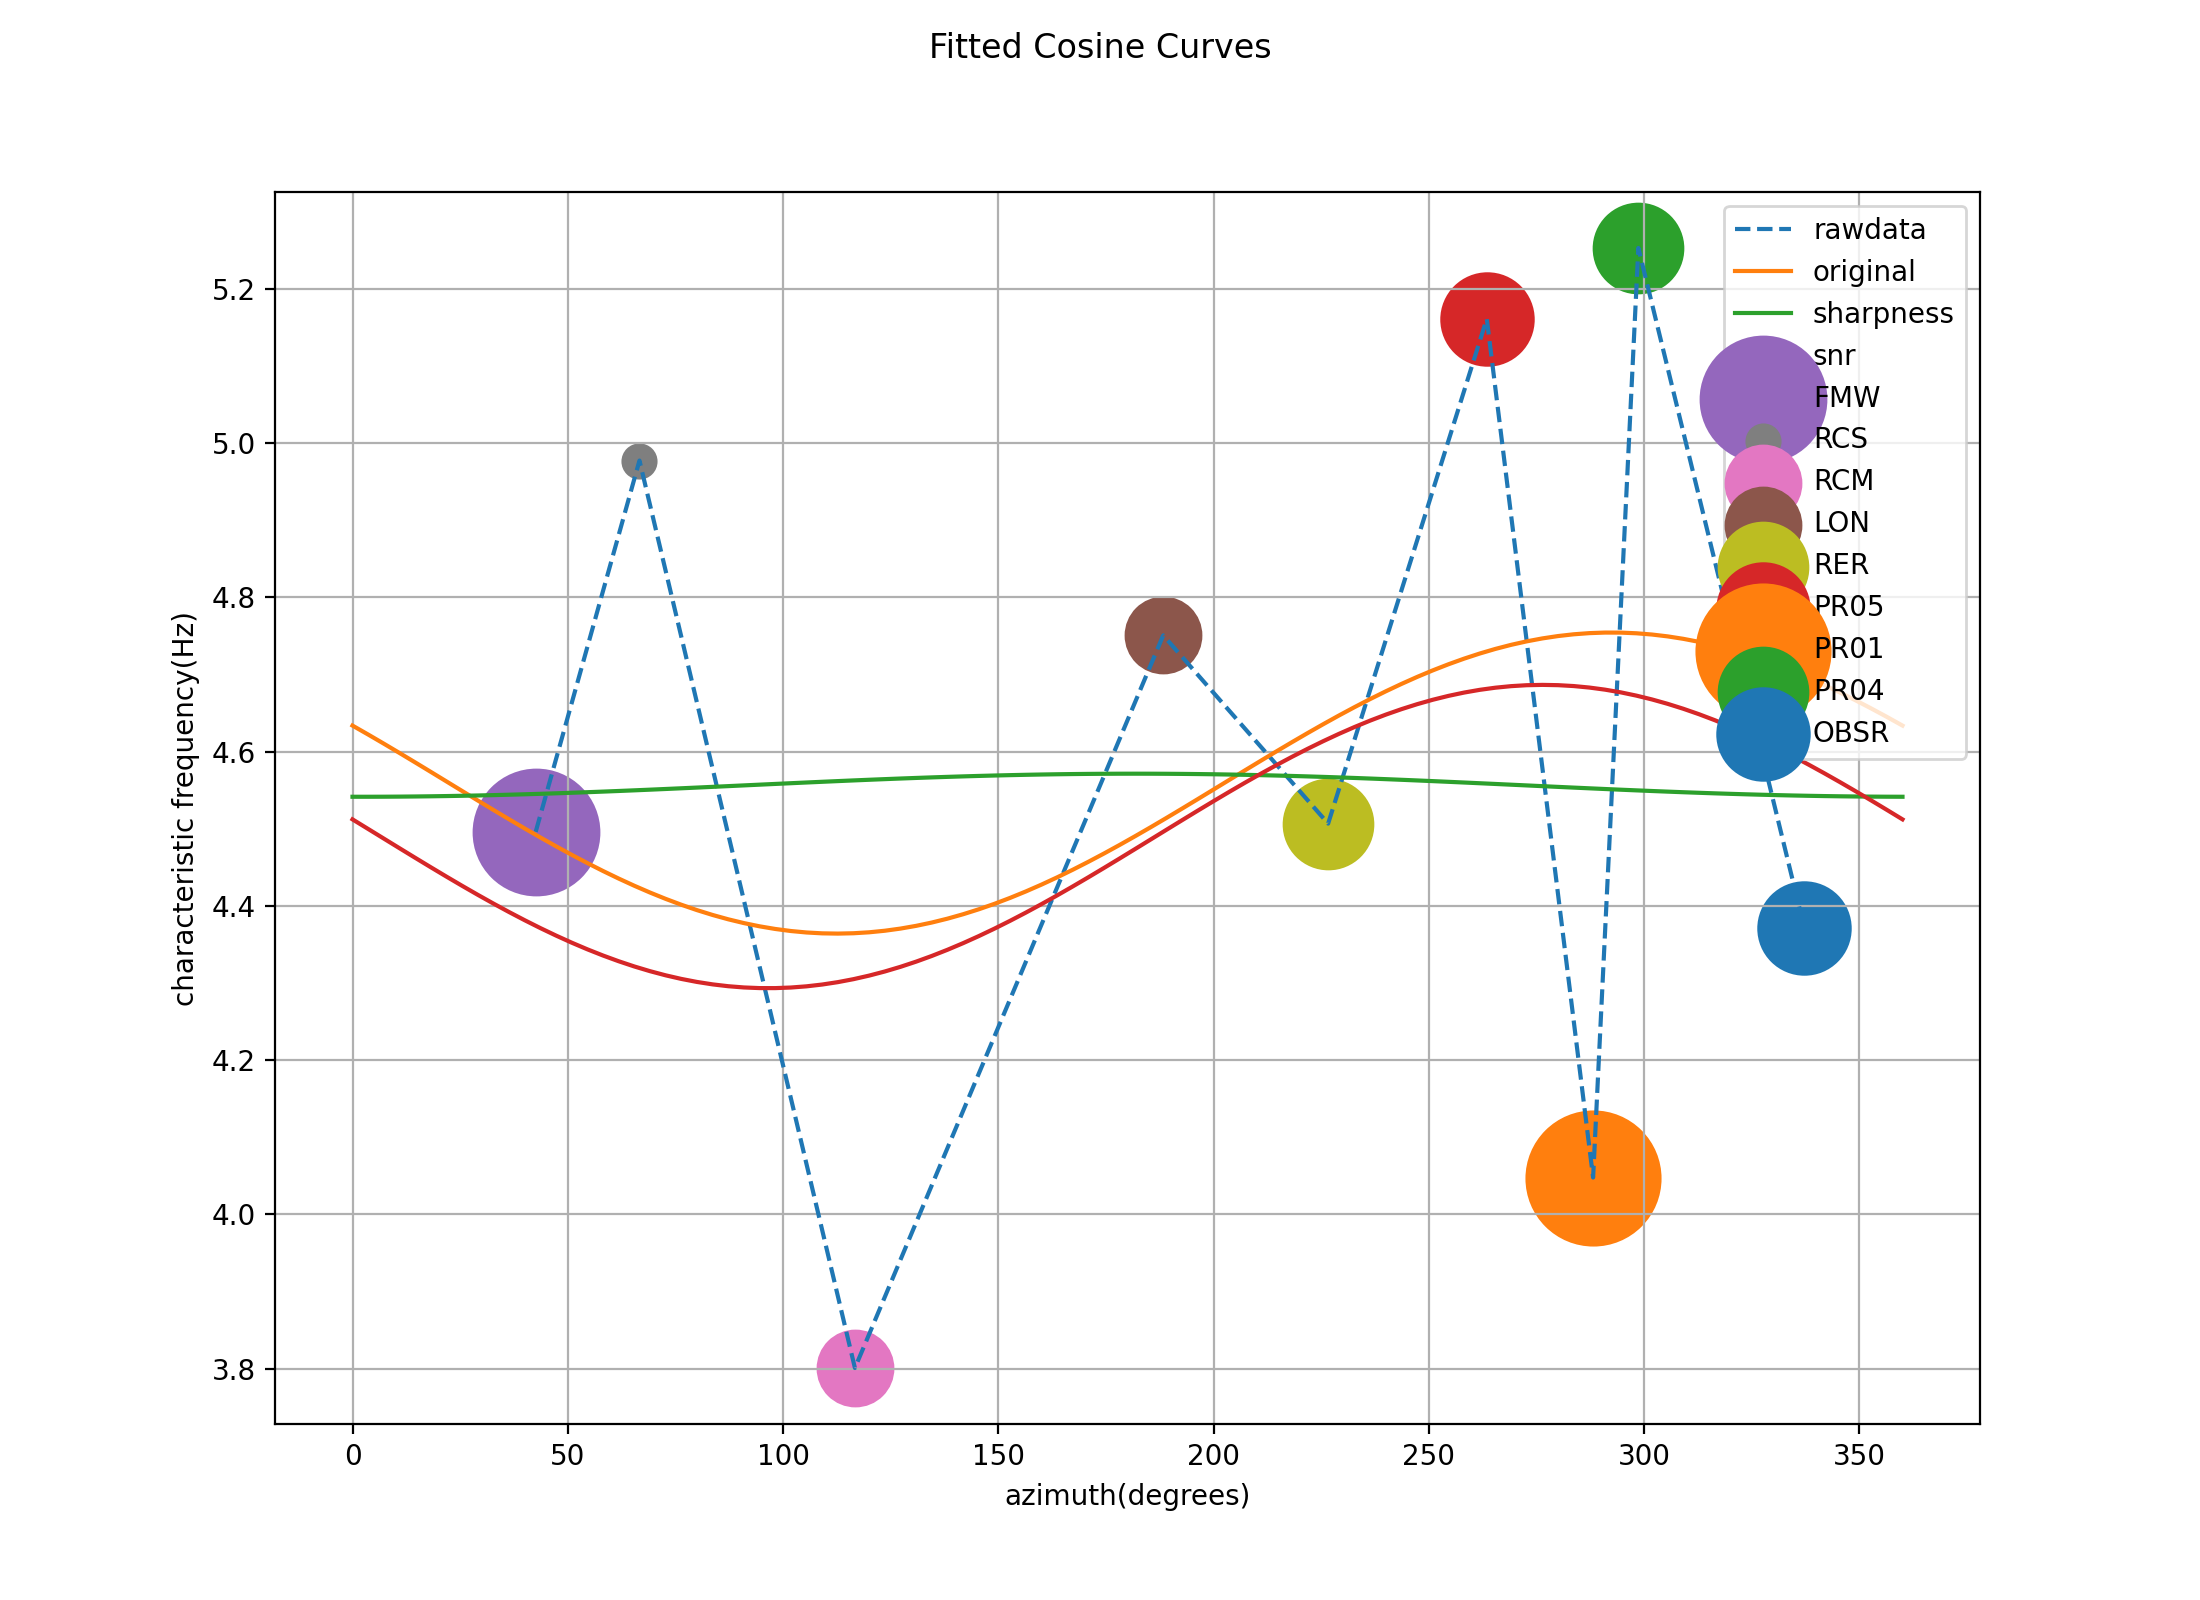 Fitted Cosine Curves
rawdata
original
sharpness
snr
FMW
RCS
RCM
LON
RER
PR05
PR01
PR04
OBSR
characteristic frequency(Hz)
5.2
5.0
4.8
4.6
4.4
4.2
4.0
3.8
0 50 100 150 200 250 300 350
azimuth(degrees)